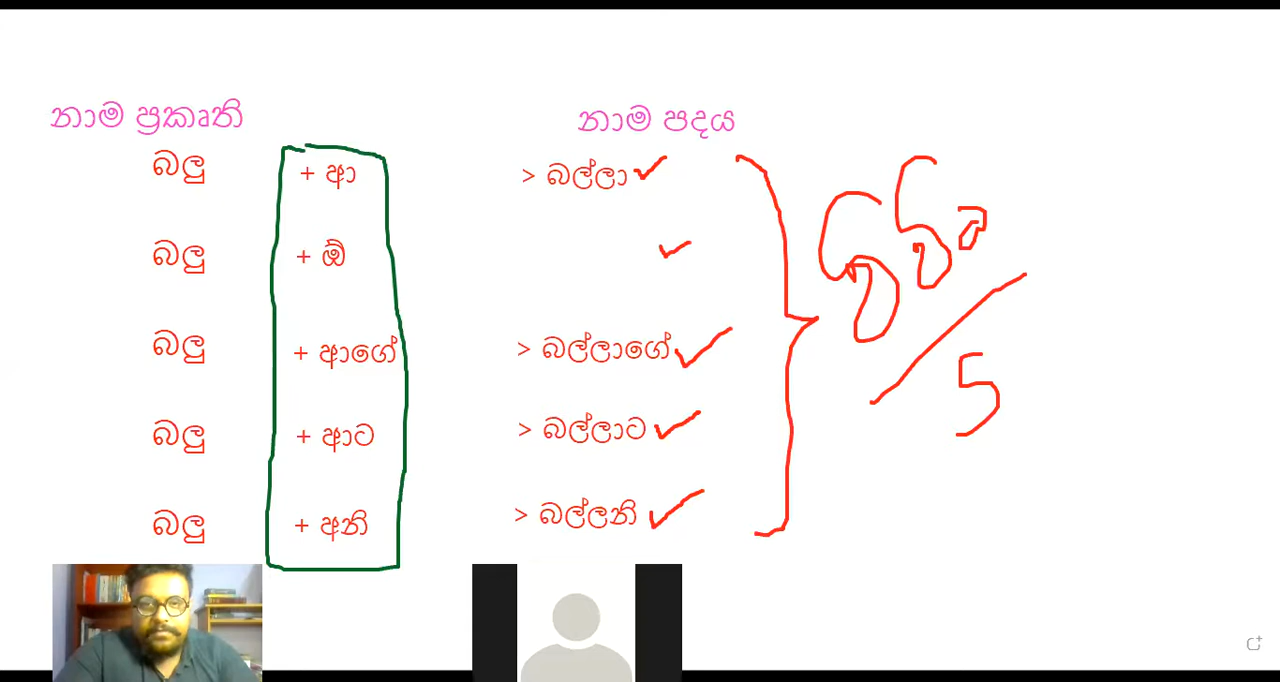 නාම ප්‍රකෘති නාම පදය
බලු + ආ > බල්ලා
බලු + ඕ
බලු + ආගේ > බල්ලාගේ
බලු + ආට > බල්ලාට
බලු + අනි > බල්ලනි
5